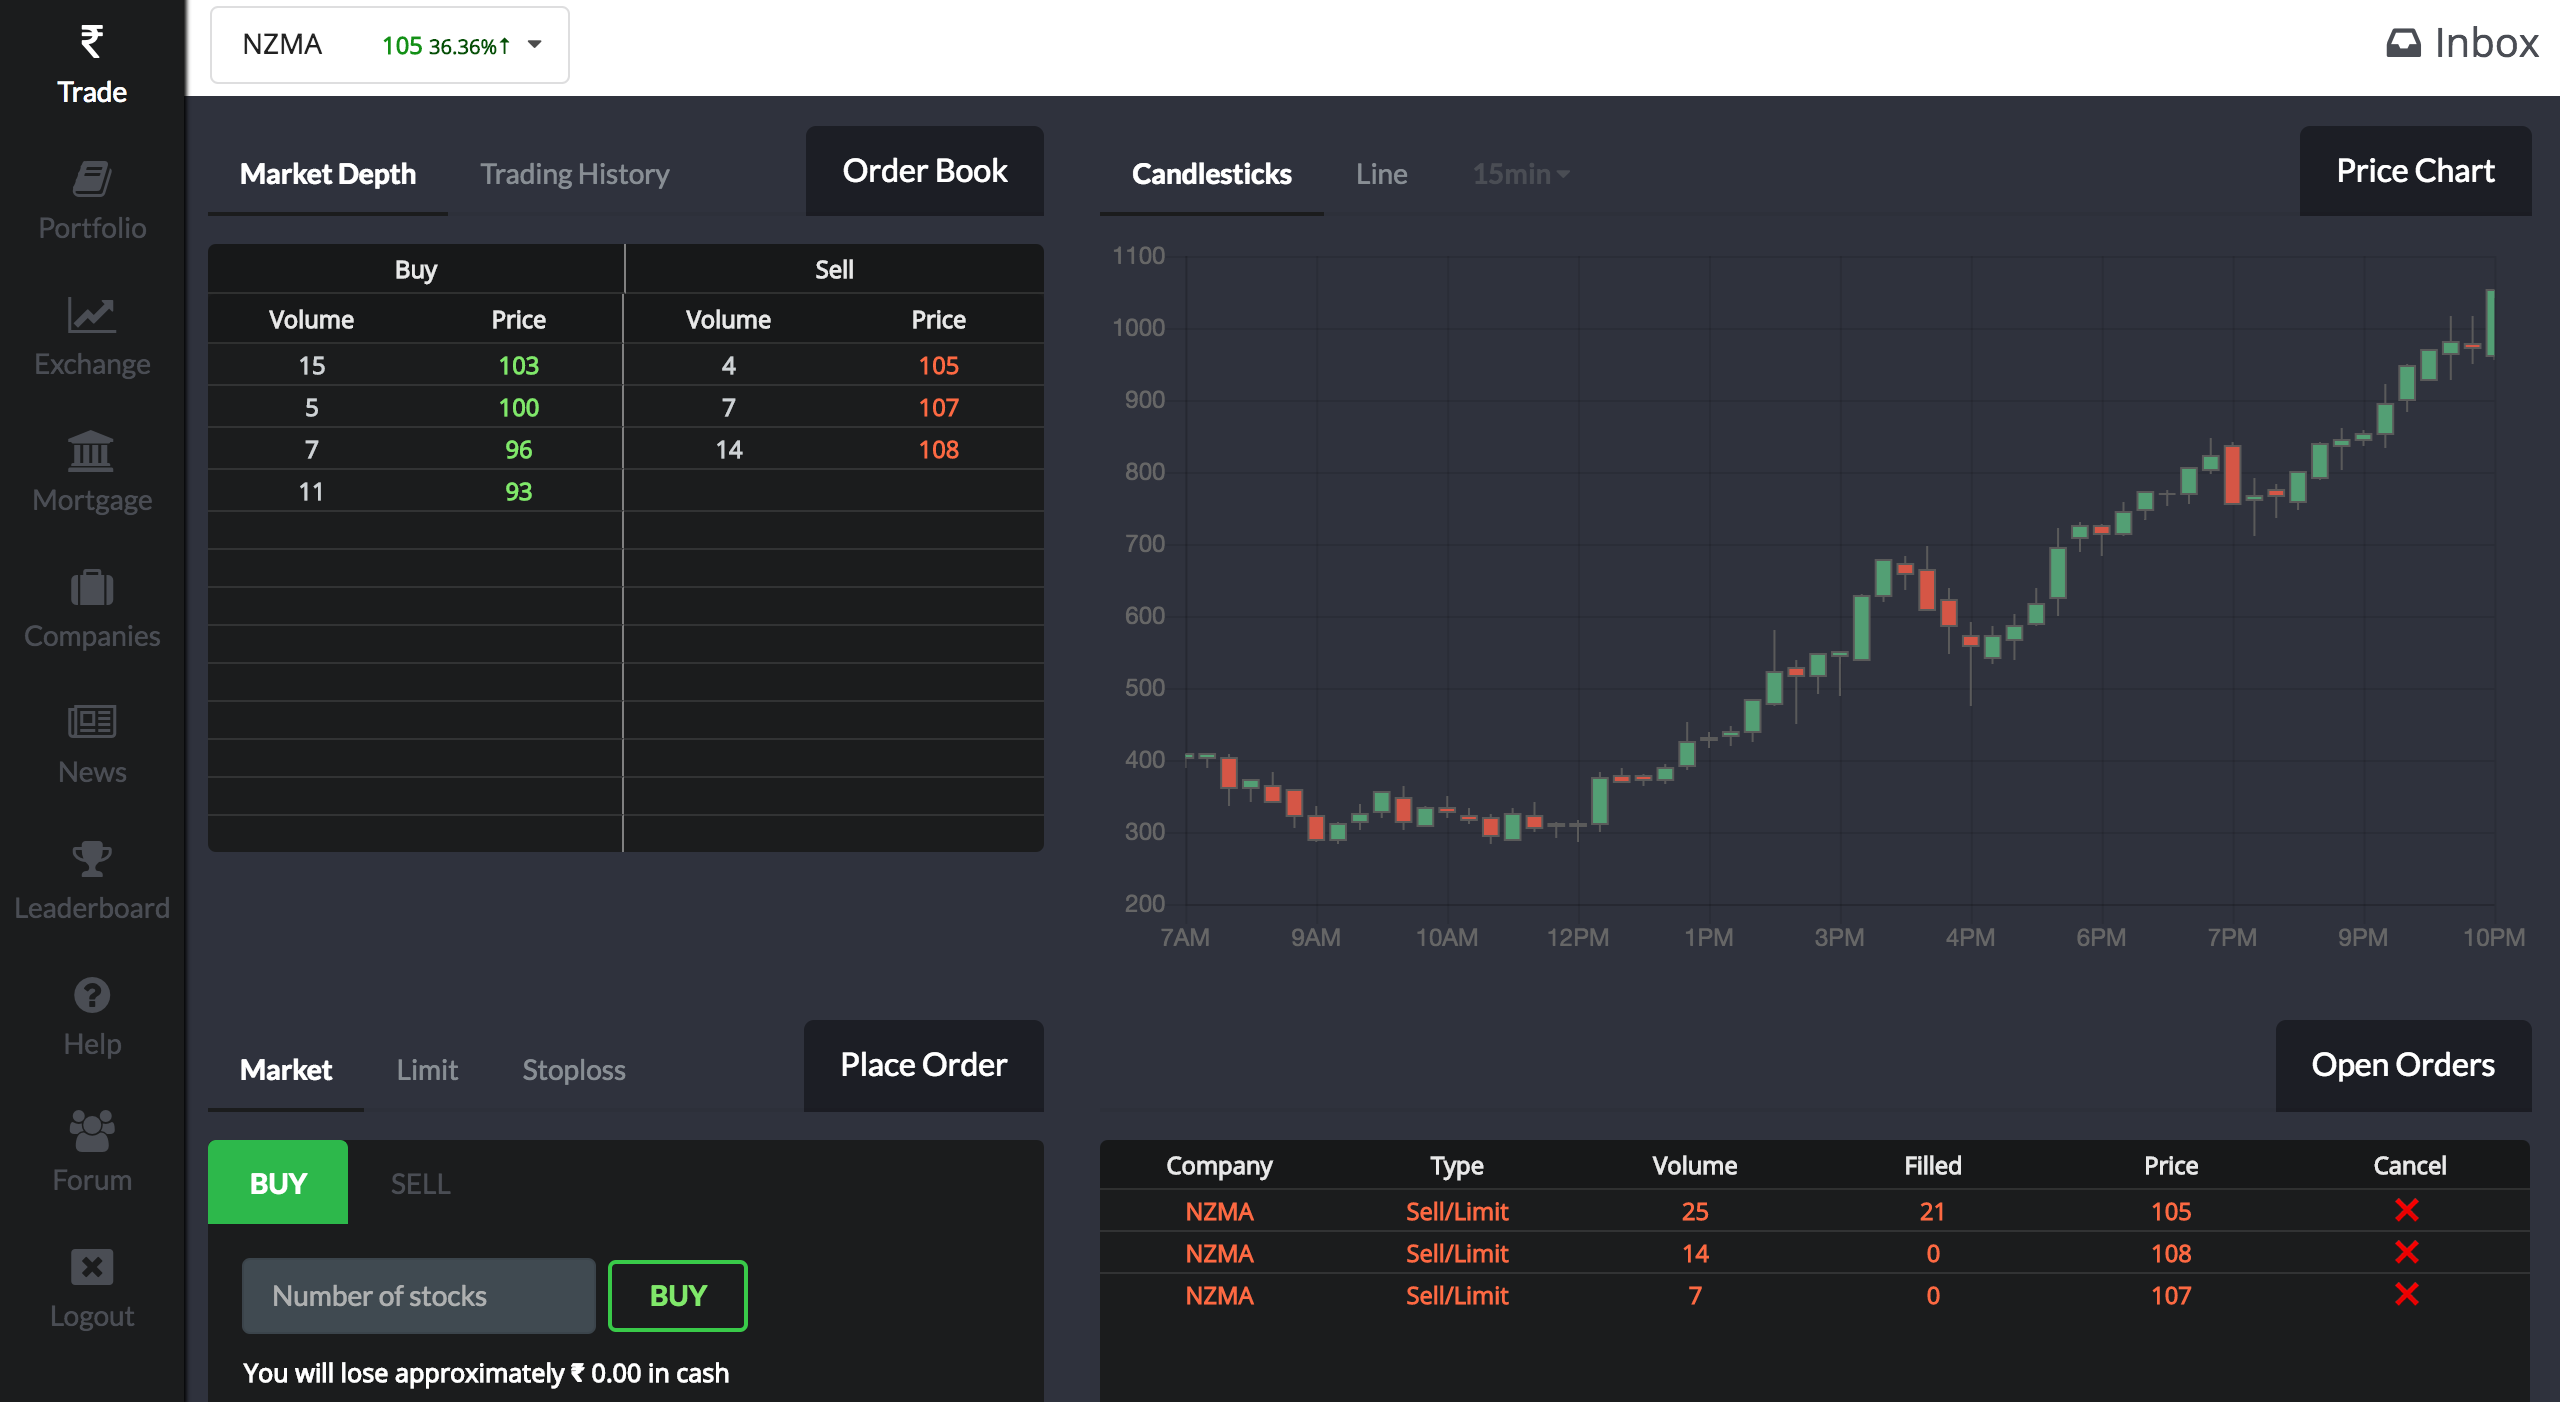 Trade
Portfolio
Exchange
Mortgage
Companies
News
Leaderboard
Help
Forum
Logout
NZMA 105 36.36%↑
Inbox
Market Depth Trading History Order Book
Buy Sell
Volume Price Volume Price
15 103 4 105
5 100 7 107
7 96 14 108
11 93
Candlesticks Line 15min Price Chart
1100
1000
900
800
700
600
500
400
300
200
7AM 9AM 10AM 12PM 1PM 3PM 4PM 6PM 7PM 9PM 10PM
Market Limit Stoploss Place Order
BUY SELL
Number of stocks BUY
You will lose approximately ₹ 0.00 in cash
Open Orders
Company Type Volume Filled Price Cancel
NZMA Sell/Limit 25 21 105
NZMA Sell/Limit 14 0 108
NZMA Sell/Limit 7 0 107